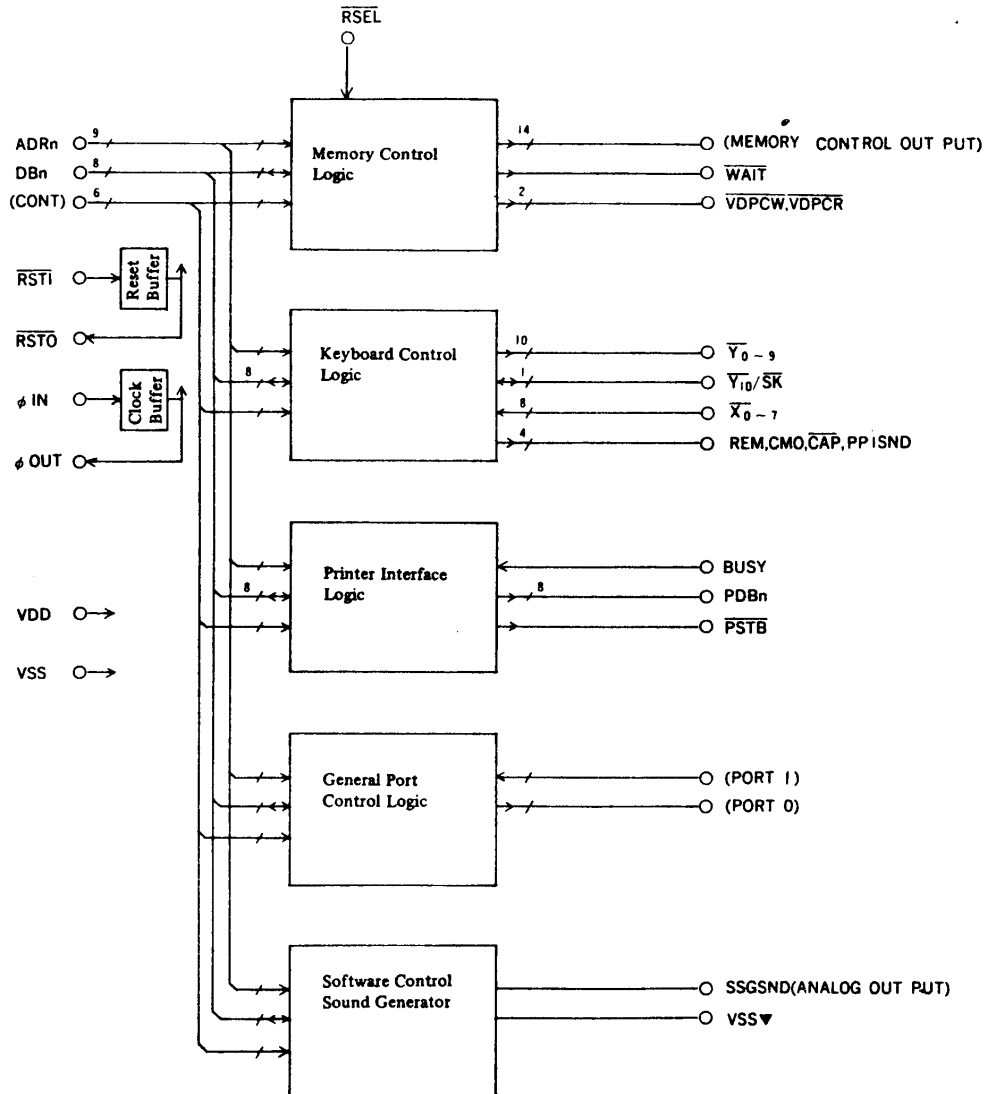 RSEL
ADRn 9
DBn 8
(CONT) 6
Memory Control
Logic
14 (MEMORY CONTROL OUT PUT)
WAIT
2 VDPCW,VDPCR
RSTI
Reset
Buffer
RSTO
φ IN
Clock
Buffer
φ OUT
8
Keyboard Control
Logic
10 Y0~9
1 Y10/SK
8 X0~7
4 REM,CMO,CAP,PPISND
VDD
VSS
8
Printer Interface
Logic
BUSY
8 PDBn
PSTB
General Port
Control Logic
(PORT 1)
(PORT 0)
Software Control
Sound Generator
SSGSND(ANALOG OUT PUT)
VSS▼